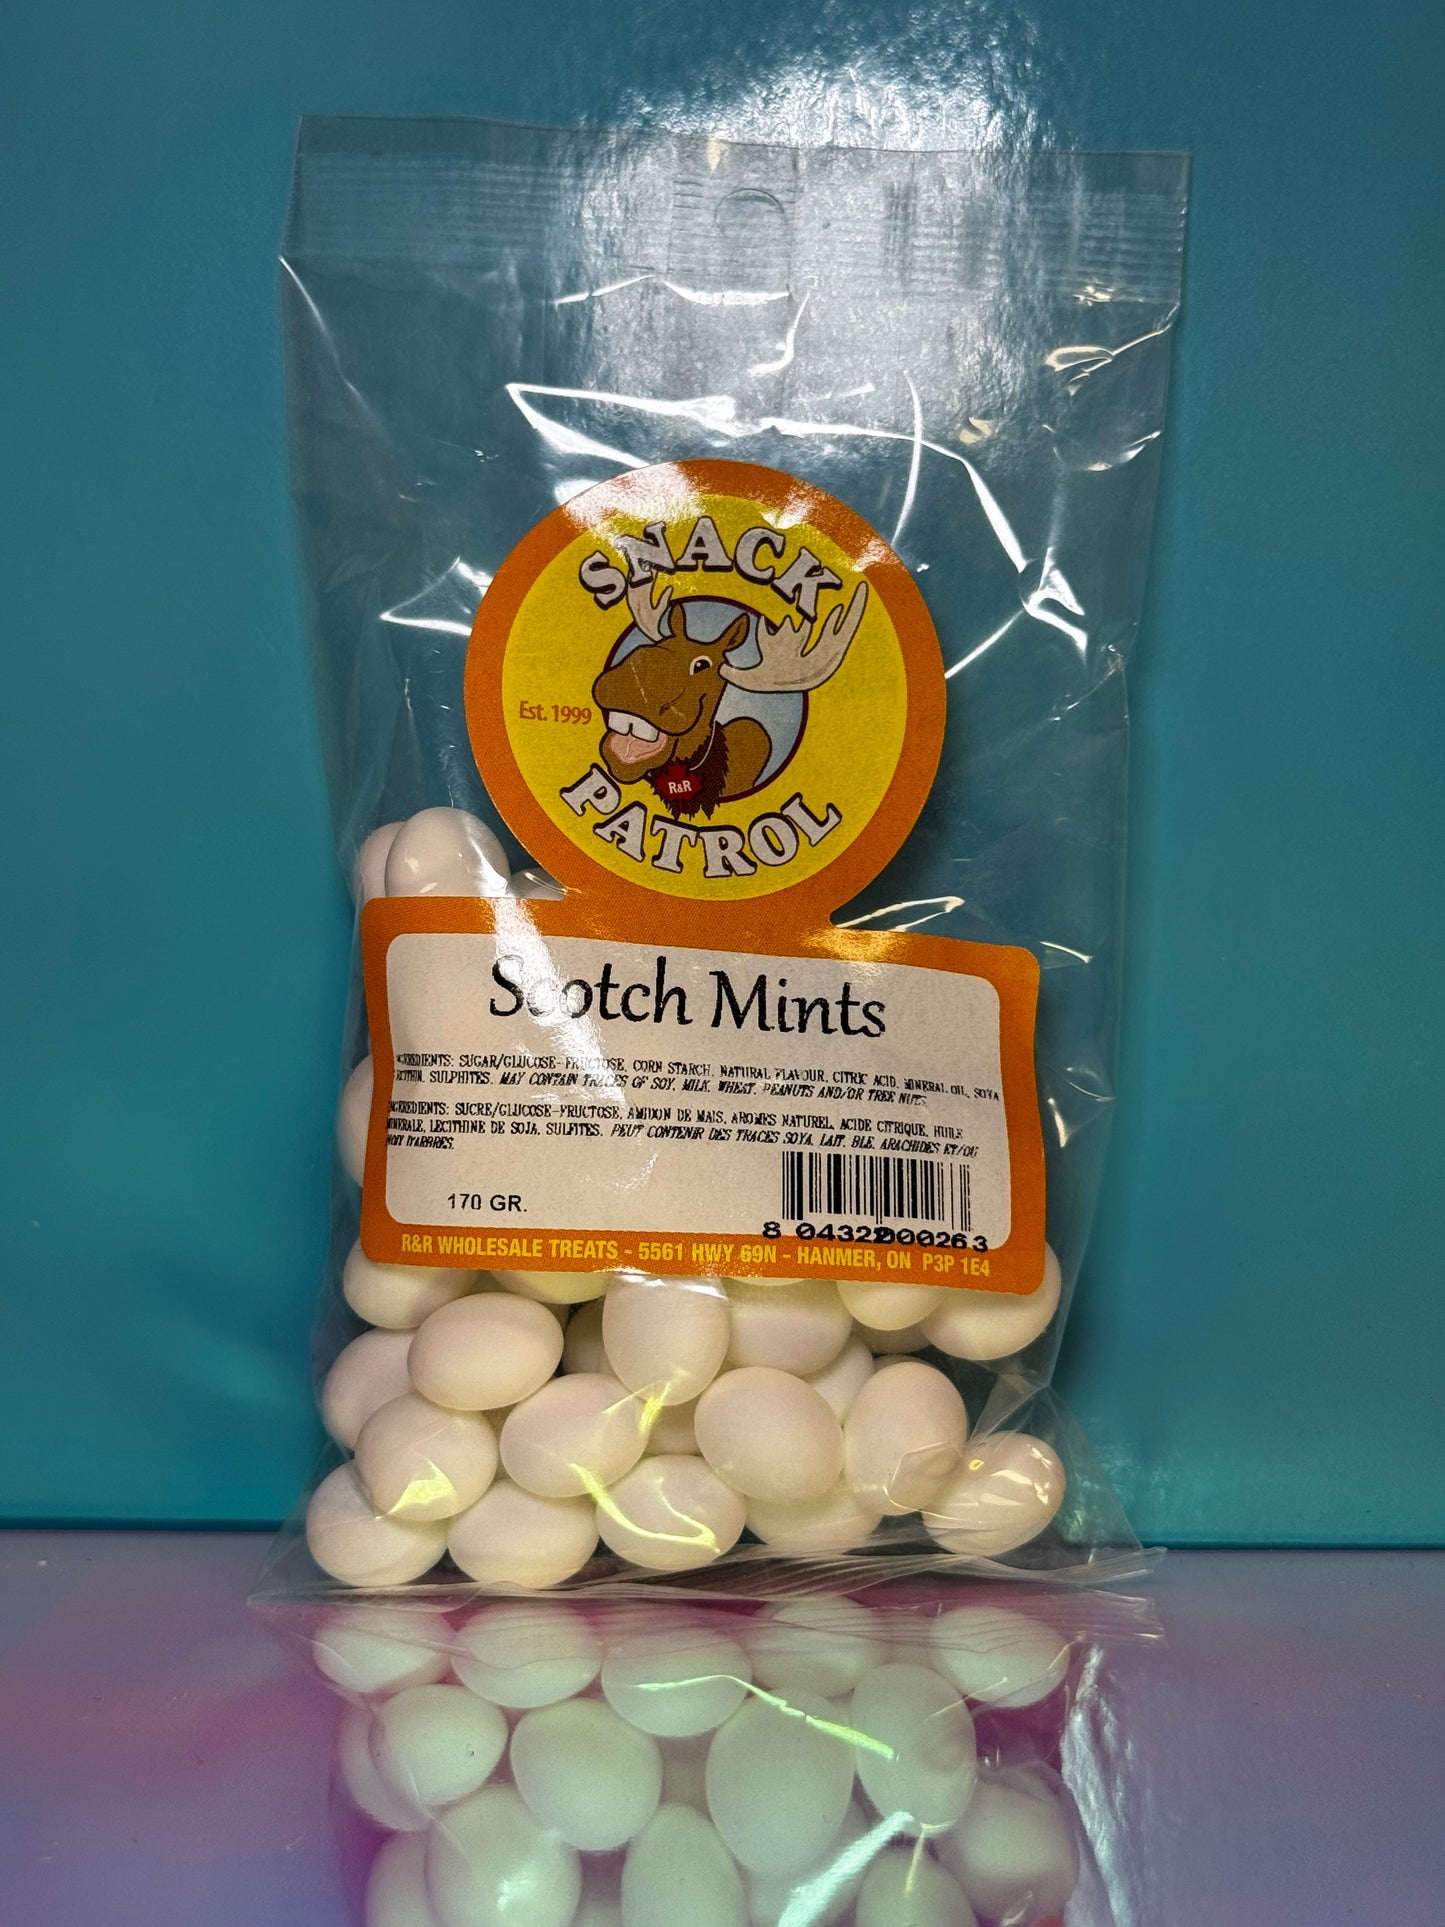 SNACK
Est. 1999
R&R
PATROL
Scotch Mints
INGREDIENTS: SUGAR/GLUCOSE-FRUCTOSE, CORN STARCH, NATURAL FLAVOUR, CITRIC ACID, MINERAL OIL, SOYA
LECITHIN, SULPHITES. MAY CONTAIN TRACES OF SOY, MILK, WHEAT, PEANUTS AND/OR TREE NUTS.
INGREDIENTS: SUCRE/GLUCOSE-FRUCTOSE, AMIDON DE MAIS, AROMES NATUREL, ACIDE CITRIQUE, HUILE
MINERALE, LECITHINE DE SOJA, SULFITES. PEUT CONTENIR DES TRACES SOYA, LAIT, BLE, ARACHIDES ET/OU
NOIX D'ARBRES.
170 GR.
R&R WHOLESALE TREATS - 5561 HWY 69N - HANMER, ON P3P 1E4